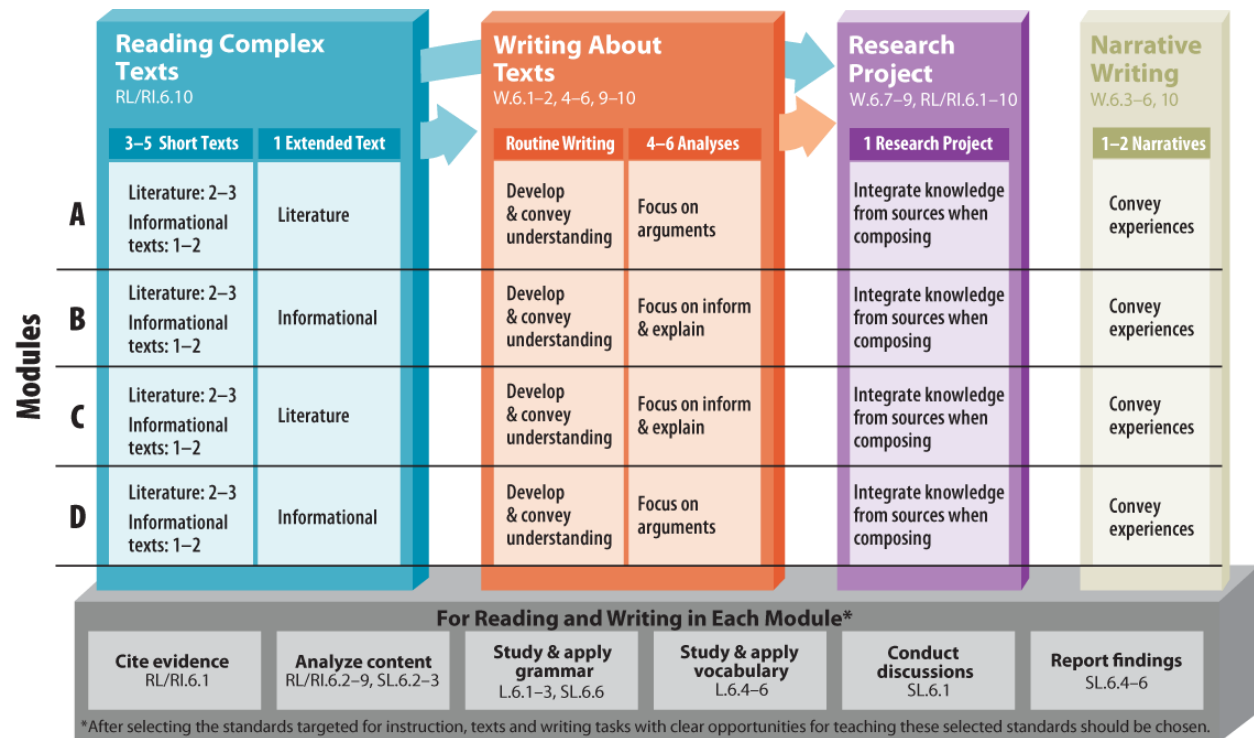 Reading Complex
Texts
RL/RI.6.10
3–5 Short Texts
1 Extended Text
Writing About
Texts
W.6.1–2, 4–6, 9–10
Routine Writing
4–6 Analyses
Research
Project
W.6.7–9, RL/RI.6.1–10
1 Research Project
Narrative
Writing
W.6.3–6, 10
1–2 Narratives
Modules
A
Literature: 2–3
Informational
texts: 1–2
Literature
Develop
& convey
understanding
Focus on
arguments
Integrate knowledge
from sources when
composing
Convey
experiences
B
Literature: 2–3
Informational
texts: 1–2
Informational
Develop
& convey
understanding
Focus on inform
& explain
Integrate knowledge
from sources when
composing
Convey
experiences
C
Literature: 2–3
Informational
texts: 1–2
Literature
Develop
& convey
understanding
Focus on inform
& explain
Integrate knowledge
from sources when
composing
Convey
experiences
D
Literature: 2–3
Informational
texts: 1–2
Informational
Develop
& convey
understanding
Focus on
arguments
Integrate knowledge
from sources when
composing
Convey
experiences
For Reading and Writing in Each Module*
Cite evidence
RL/RI.6.1
Analyze content
RL/RI.6.2–9, SL.6.2–3
Study & apply
grammar
L.6.1–3, SL.6.6
Study & apply
vocabulary
L.6.4–6
Conduct
discussions
SL.6.1
Report findings
SL.6.4–6
*After selecting the standards targeted for instruction, texts and writing tasks with clear opportunities for teaching these selected standards should be chosen.